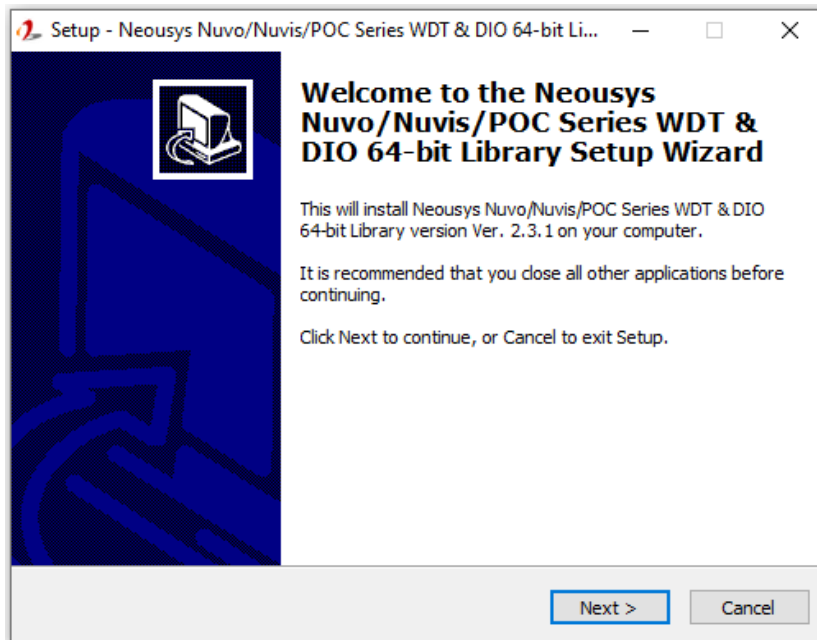 Setup - Neousys Nuvo/Nuvis/POC Series WDT & DIO 64-bit Li...
Welcome to the Neousys
Nuvo/Nuvis/POC Series WDT &
DIO 64-bit Library Setup Wizard
This will install Neousys Nuvo/Nuvis/POC Series WDT & DIO
64-bit Library version Ver. 2.3.1 on your computer.
It is recommended that you close all other applications before
continuing.
Click Next to continue, or Cancel to exit Setup.
Next >
Cancel